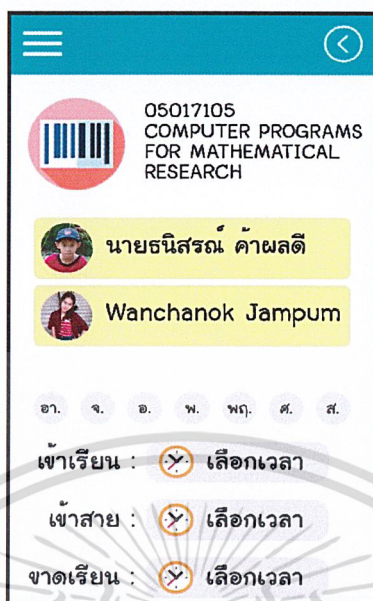 05017105
COMPUTER PROGRAMS
FOR MATHEMATICAL
RESEARCH
นายธนิสรณ์ ค้าผลดี
Wanchanok Jampum
อา. จ. อ. พ. พฤ. ศ. ส.
เข้าเรียน : เลือกเวลา
เข้าสาย : เลือกเวลา
ขาดเรียน : เลือกเวลา